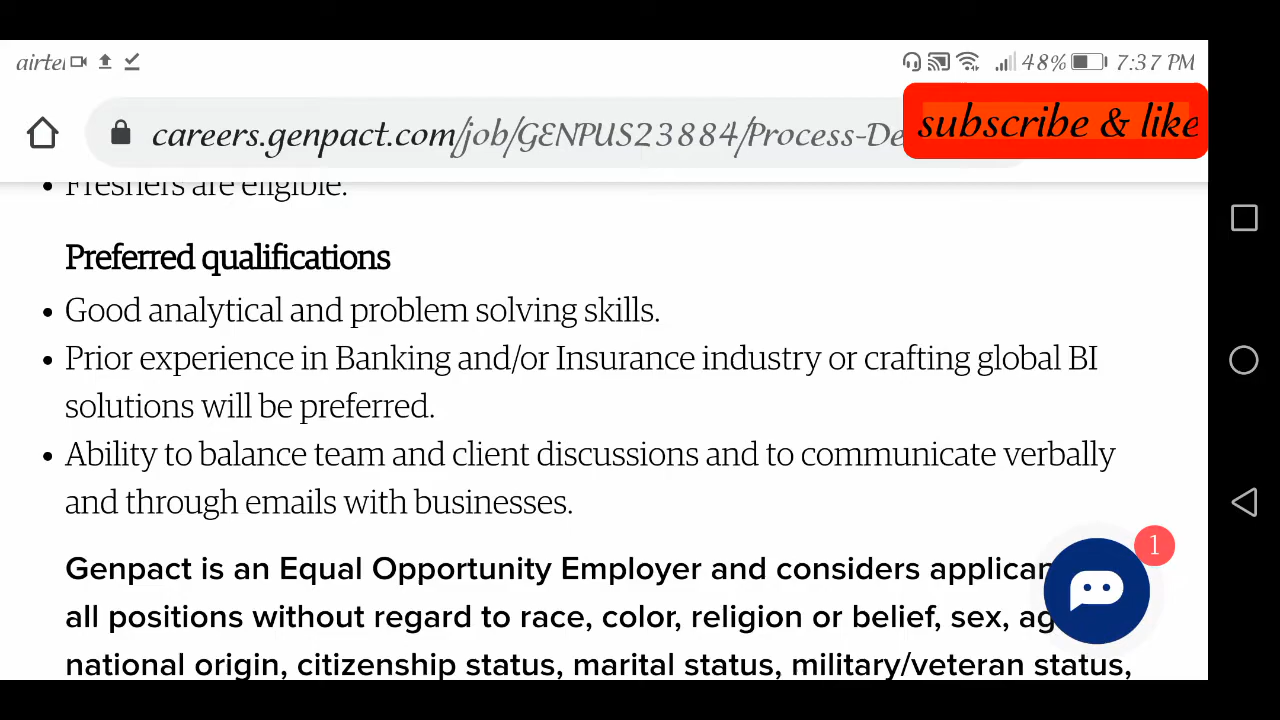 airtel 48% 7:37 PM
careers.genpact.com/job/GENPUS23884/Process-De
subscribe & like
• Freshers are eligible.
Preferred qualifications
• Good analytical and problem solving skills.
• Prior experience in Banking and/or Insurance industry or crafting global BI
solutions will be preferred.
• Ability to balance team and client discussions and to communicate verbally
and through emails with businesses.
1
Genpact is an Equal Opportunity Employer and considers
all positions without regard to race, color, religion or belief, sex,
national origin, citizenship status, marital status, military/veteran status,